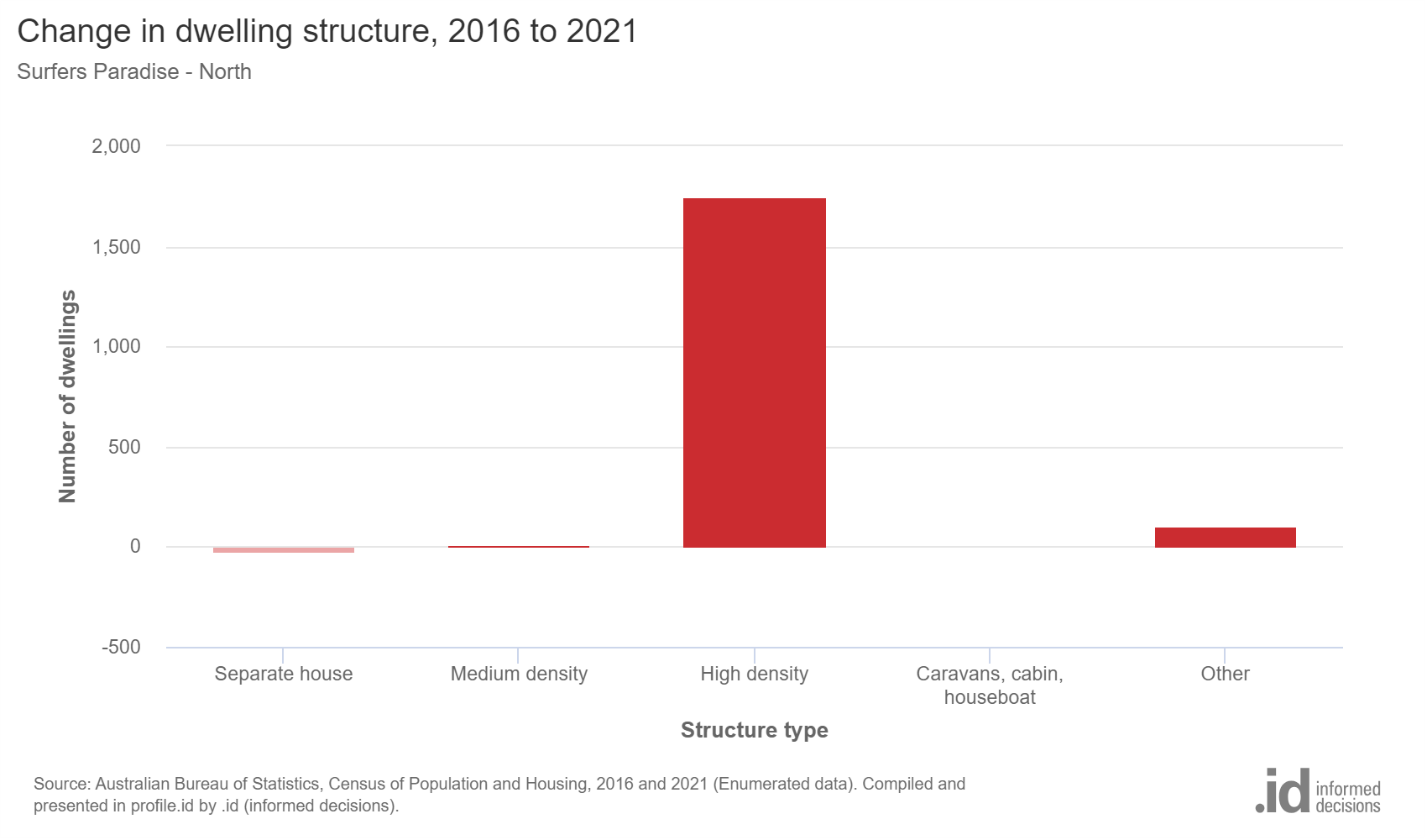 Change in dwelling structure, 2016 to 2021
Surfers Paradise - North
2,000
1,500
1,000
500
0
-500
Number of dwellings
Separate house
Medium density
High density
Caravans, cabin,
houseboat
Other
Structure type
Source: Australian Bureau of Statistics, Census of Population and Housing, 2016 and 2021 (Enumerated data). Compiled and
presented in profile.id by .id (informed decisions).
.id informed
decisions